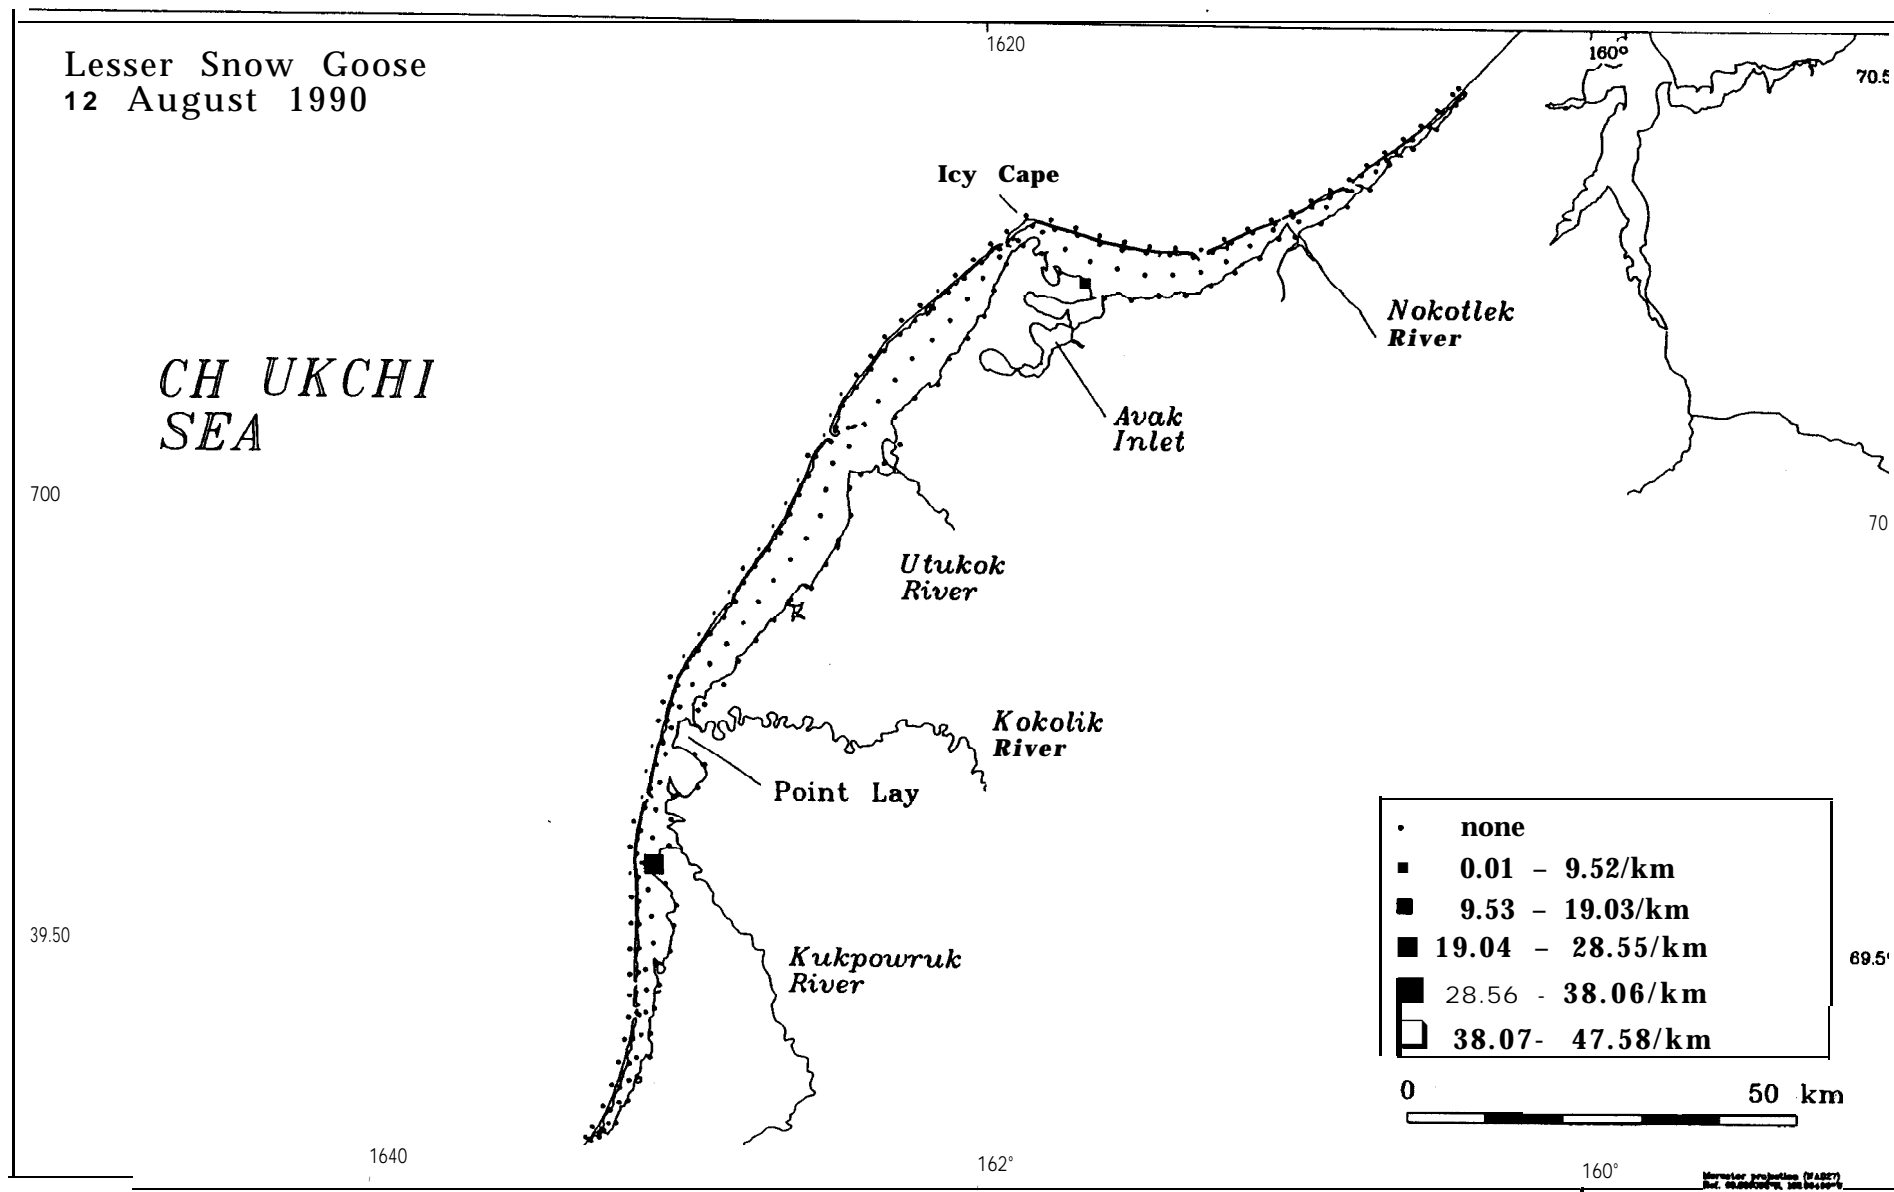 Lesser Snow Goose
12 August 1990
1620
160°
70.5
Icy Cape
Nokotlek
River
CH UKCHI
SEA
Avak
Inlet
700
70
Utukok
River
Kokolik
River
Point Lay
none
0.01 – 9.52/km
9.53 – 19.03/km
39.50
19.04 – 28.55/km
Kukpowruk
River
69.5°
28.56 - 38.06/km
38.07- 47.58/km
0 50 km
1640
162°
160°
Mercator projection (NAD27)